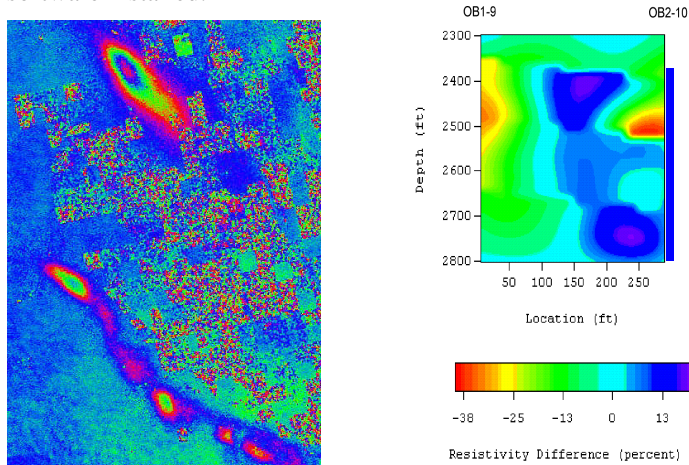 OB1-9
OB2-10
2300
2400
2500
2600
2700
2800
Depth (ft)
50 100 150 200 250
Location (ft)
-38 -25 -13 0 13
Resistivity Difference (percent)